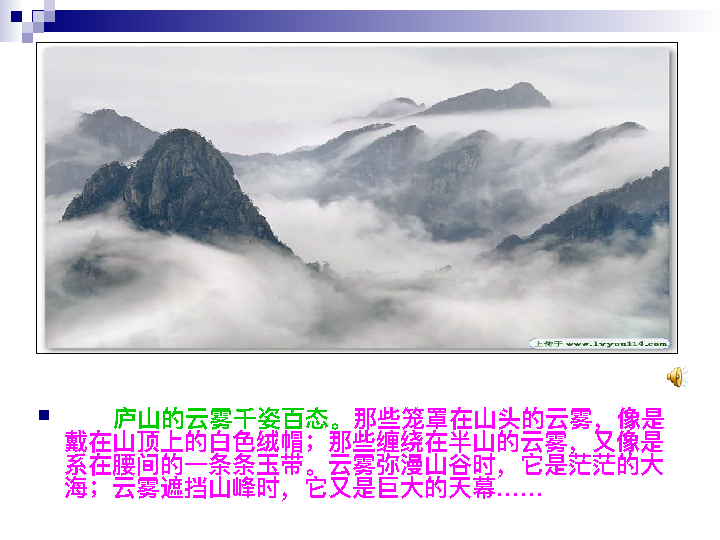 上传于 www.lvyou114.com
庐山的云雾千姿百态。那些笼罩在山头的云雾，像是
戴在山顶上的白色绒帽；那些缠绕在半山的云雾，又像是
系在腰间的一条条玉带。云雾弥漫山谷时，它是茫茫的大
海；云雾遮挡山峰时，它又是巨大的天幕……